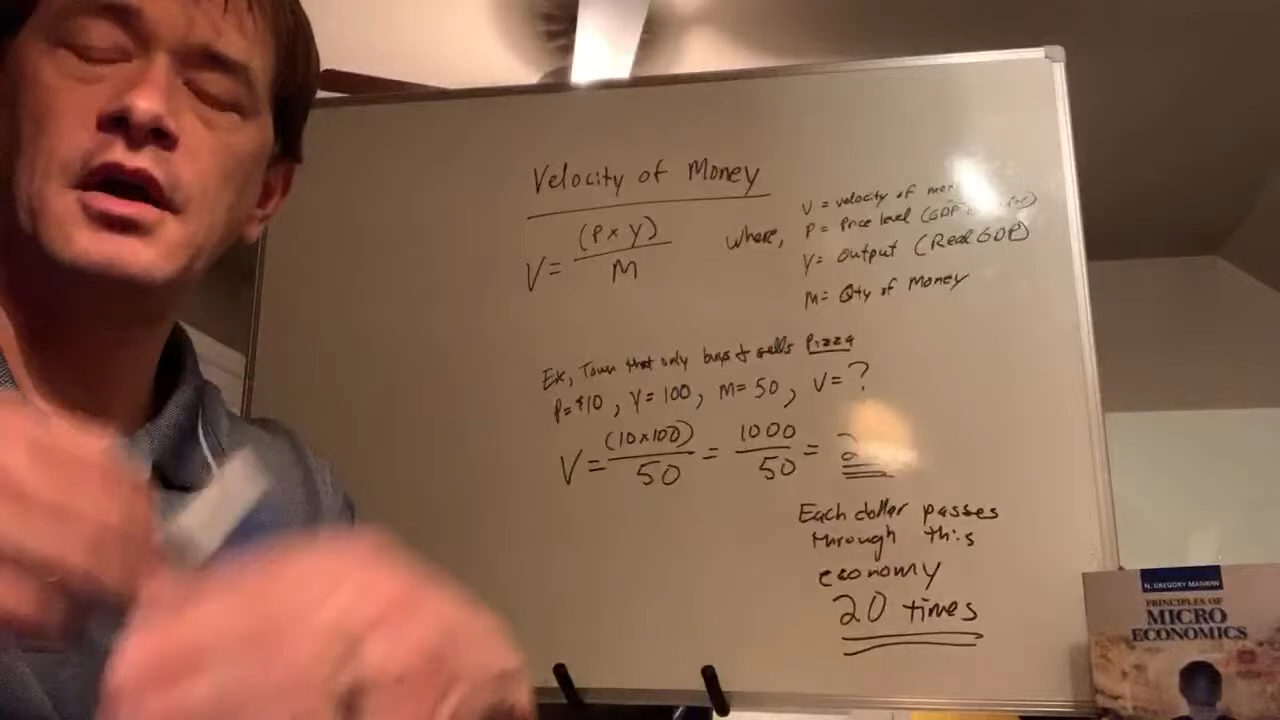 Velocity of Money
V = (P x Y) / M
where,
V = velocity of
P = Price level (GDP
Y = output (Real GDP)
M = Qty of Money
Ex, Town that only buys & sells Pizza
P = $10, Y = 100, M = 50, V = ?
V = (10x100) / 50 = 1000 / 50 =
Each dollar passes
through this
economy
20 times
N. GREGORY MANKIW
PRINCIPLES OF
MICRO
ECONOMICS